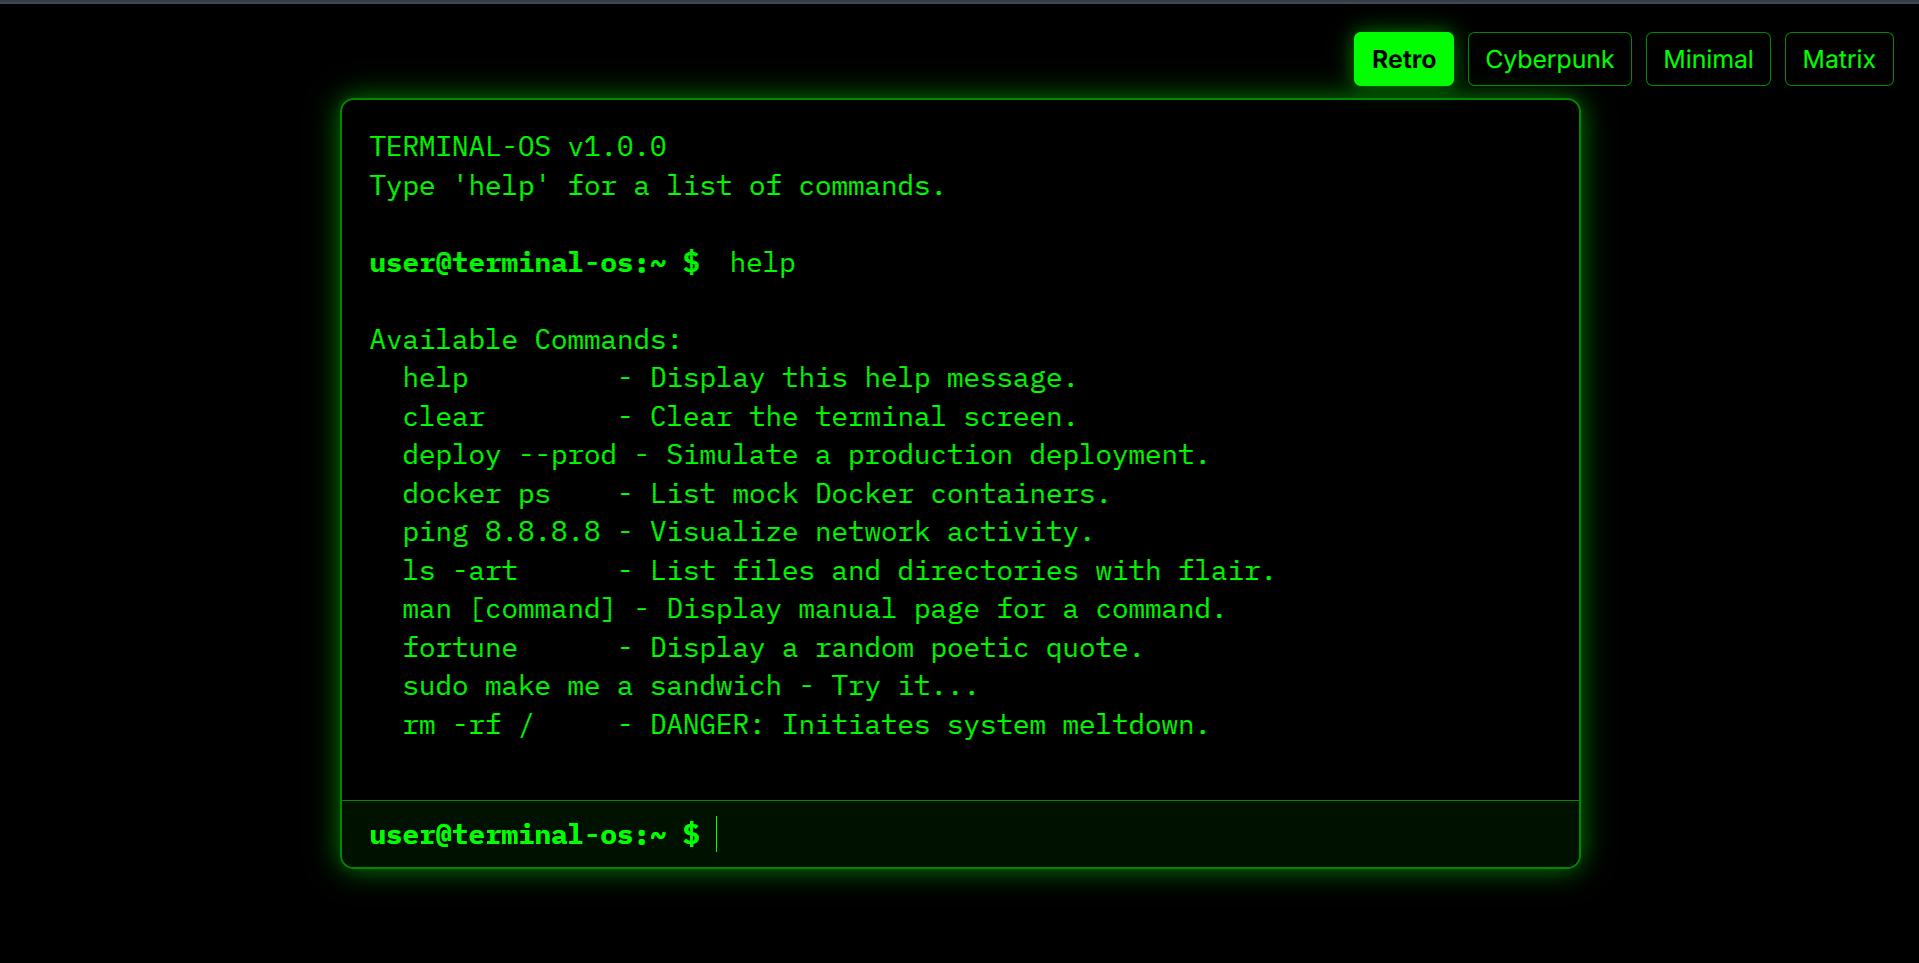 Retro Cyberpunk Minimal Matrix
TERMINAL-OS v1.0.0
Type 'help' for a list of commands.
user@terminal-os:~ $  help
Available Commands:
  help         - Display this help message.
  clear        - Clear the terminal screen.
  deploy --prod - Simulate a production deployment.
  docker ps    - List mock Docker containers.
  ping 8.8.8.8 - Visualize network activity.
  ls -art      - List files and directories with flair.
  man [command] - Display manual page for a command.
  fortune      - Display a random poetic quote.
  sudo make me a sandwich - Try it...
  rm -rf /     - DANGER: Initiates system meltdown.
user@terminal-os:~ $